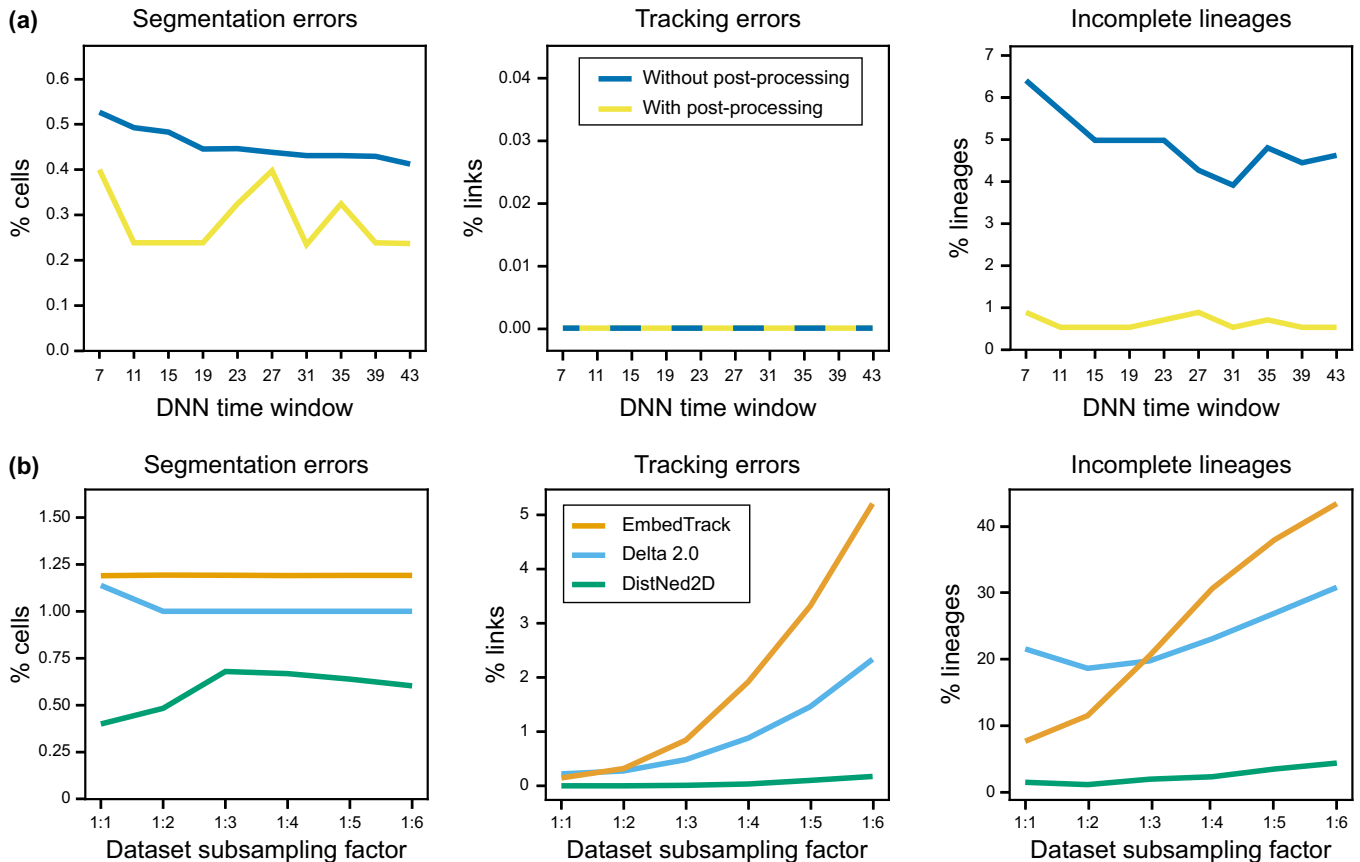 (a)
Segmentation errors
% cells
0.6
0.5
0.4
0.3
0.2
0.1
0.0
7 11 15 19 23 27 31 35 39 43
DNN time window
Tracking errors
% links
0.04
0.03
0.02
0.01
0.00
Without post-processing
With post-processing
7 11 15 19 23 27 31 35 39 43
DNN time window
Incomplete lineages
% lineages
7
6
5
4
3
2
1
0
7 11 15 19 23 27 31 35 39 43
DNN time window
(b)
Segmentation errors
% cells
1.50
1.25
1.00
0.75
0.50
0.25
0
1:1 1:2 1:3 1:4 1:5 1:6
Dataset subsampling factor
Tracking errors
% links
5
4
3
2
1
0
EmbedTrack
Delta 2.0
DistNed2D
1:1 1:2 1:3 1:4 1:5 1:6
Dataset subsampling factor
Incomplete lineages
% lineages
40
30
20
10
0
1:1 1:2 1:3 1:4 1:5 1:6
Dataset subsampling factor